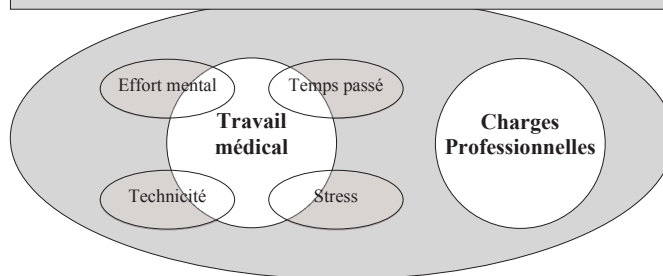 Effort mental
Temps passé
Travail
médical
Charges
Professionnelles
Technicité
Stress